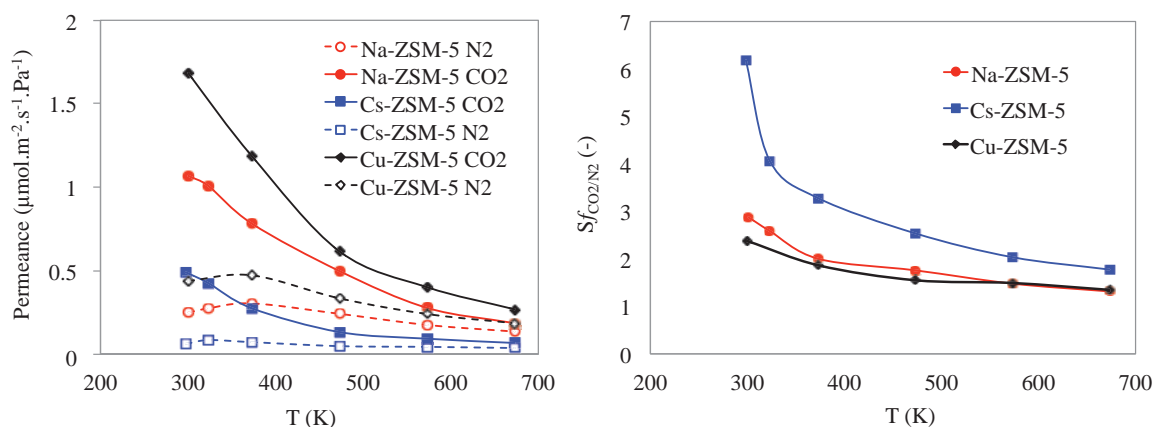 2
1.5
1
0.5
0
Permeance (μmol.m⁻².s⁻¹.Pa⁻¹)
Na-ZSM-5 N2
Na-ZSM-5 CO2
Cs-ZSM-5 CO2
Cs-ZSM-5 N2
Cu-ZSM-5 CO2
Cu-ZSM-5 N2
200 300 400 500 600 700
T (K)
7
6
5
4
3
2
1
0
Sf CO2/N2 (-)
Na-ZSM-5
Cs-ZSM-5
Cu-ZSM-5
200 300 400 500 600 700
T (K)